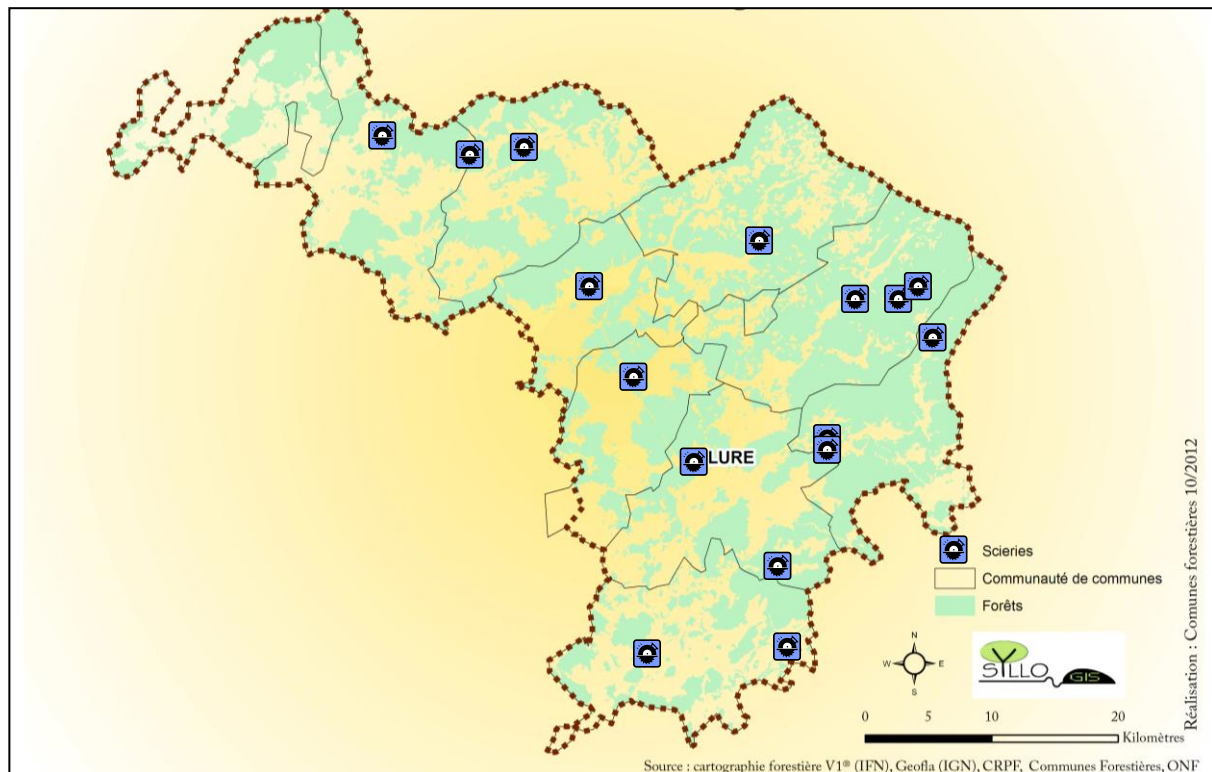 LURE
Scieries
Communauté de communes
Forêts
N
W E
S
SYLLO GIS
0 5 10 20
Kilomètres
Réalisation : Comunes forestières 10/2012
Source : cartographie forestière V1® (IFN), Geofla (IGN), CRPF, Communes Forestières, ONF